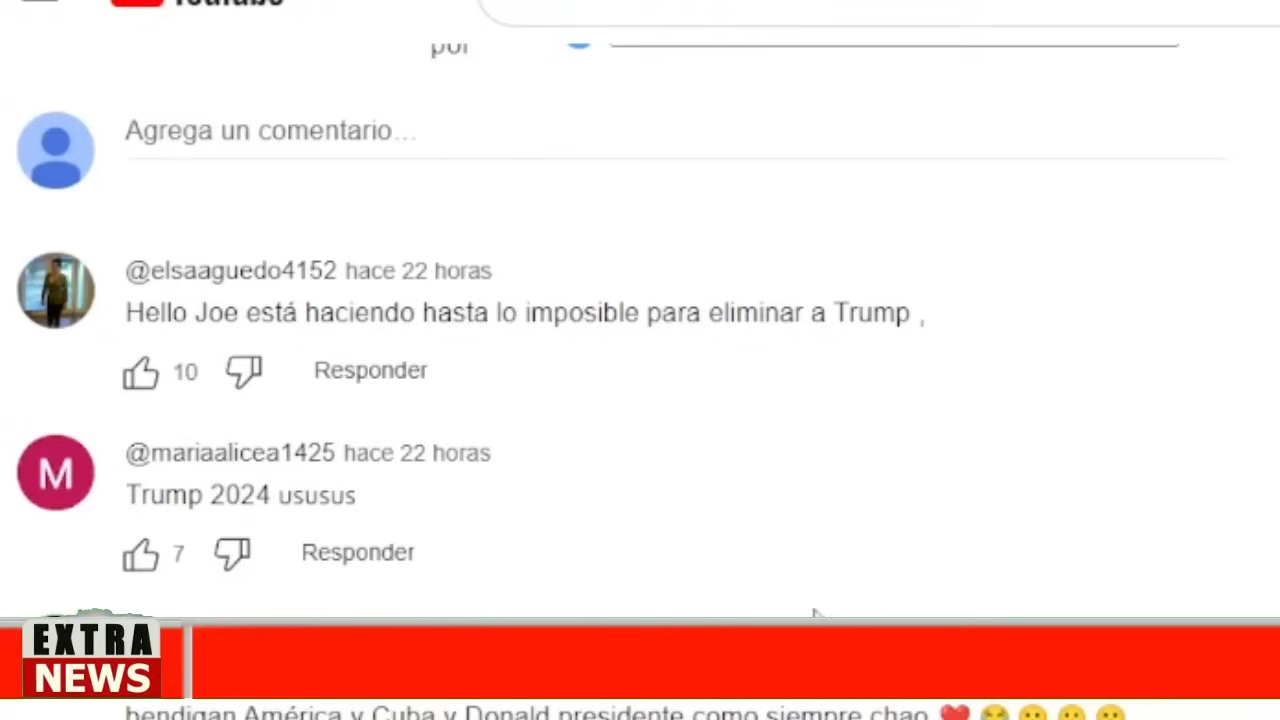 YouTube
por
Agrega un comentario...
@elsaaguedo4152 hace 22 horas
Hello Joe está haciendo hasta lo imposible para eliminar a Trump ,
10 Responder
M
@mariaalicea1425 hace 22 horas
Trump 2024 ususus
7 Responder
EXTRA
NEWS
bendigan América y Cuba y Donald presidente como siempre chao ❤️😂😬😬😬